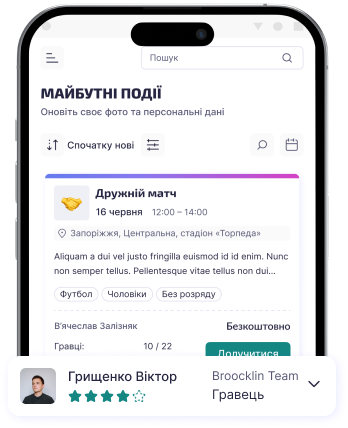 Пошук
МАЙБУТНІ ПОДІЇ
Оновіть своє фото та персональні дані
Спочатку нові
Дружній матч
16 червня 12:00 – 14:00
Запоріжжя, Центральна, стадіон «Торпеда»
Aliquam a dui vel justo fringilla euismod id id enim. Nunc
non semper tellus. Pellentesque vitae tellus non dui...
Футбол Чоловіки Без розряду
В'ячеслав Залізняк Безкоштовно
Гравці: 10 / 22 Долучитися
Грищенко Віктор Broocklin Team
Гравець